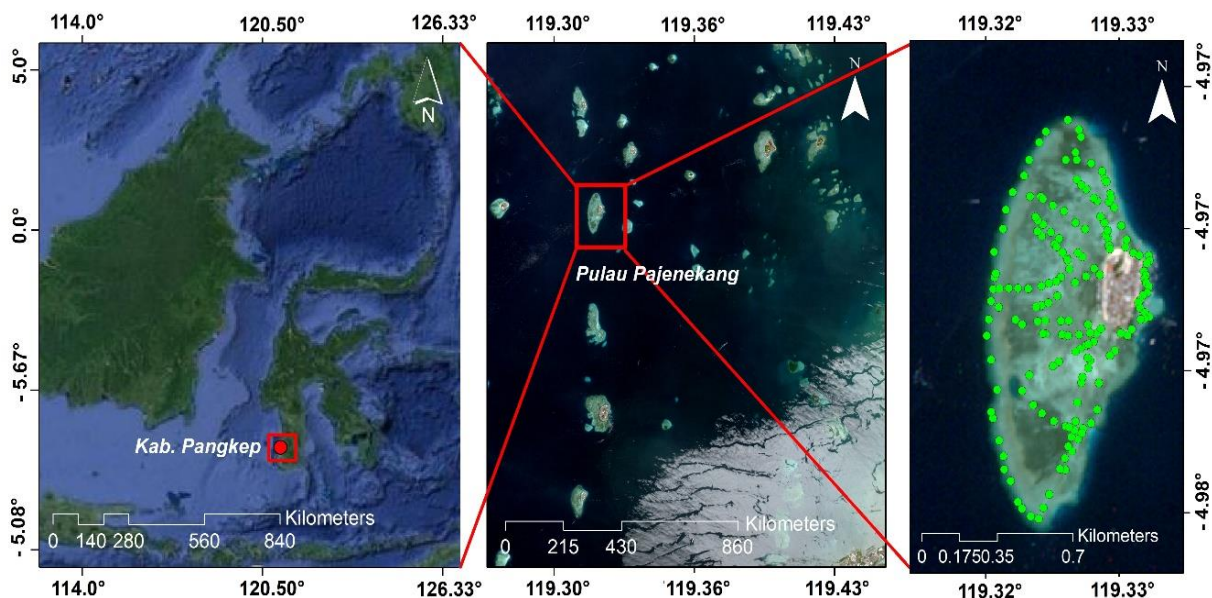 114.0°
120.50°
126.33°
5.0°
0.0°
-5.67°
-5.08°
N
Kab. Pangkep
Kilometers
0 140 280 560 840
114.0°
120.50°
126.33°
119.30°
119.36°
119.43°
N
Pulau Pajenekang
Kilometers
0 215 430 860
119.30°
119.36°
119.43°
119.32°
119.33°
N
-4.97°
-4.97°
-4.97°
-4.98°
Kilometers
0 0.1750.35 0.7
119.32°
119.33°